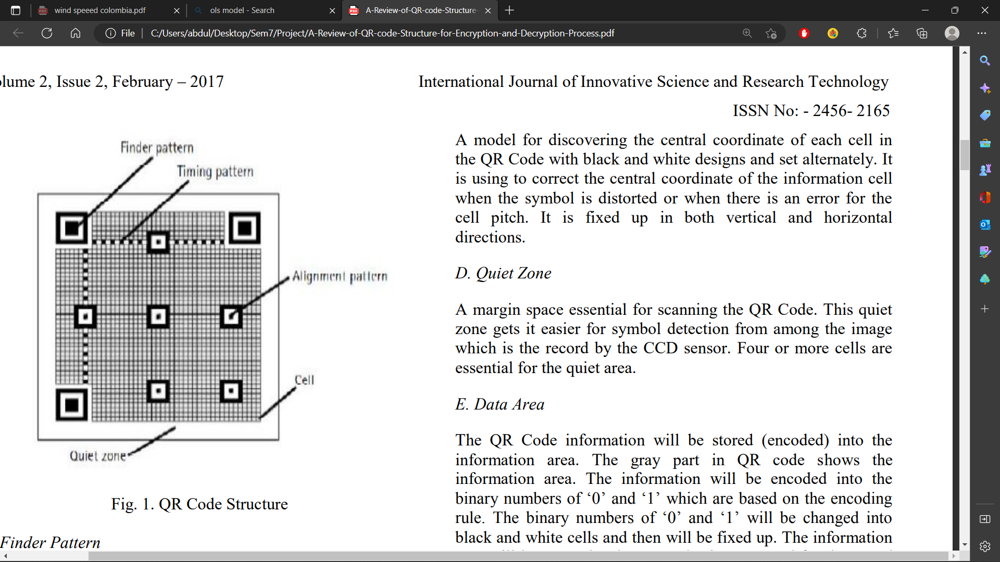 wind speeed colombia.pdf
ols model - Search
A-Review-of-QR-code-Structure-
File
C:/Users/abdul/Desktop/Sem7/Project/A-Review-of-QR-code-Structure-for-Encryption-and-Decryption-Process.pdf
2, Issue 2, February – 2017
International Journal of Innovative Science and Research Technology
ISSN No: - 2456- 2165
Finder pattern
Timing pattern
Alignment pattern
Cell
Quiet zone
Fig. 1. QR Code Structure
Finder Pattern
A model for discovering the central coordinate of each cell in
the QR Code with black and white designs and set alternately. It
is using to correct the central coordinate of the information cell
when the symbol is distorted or when there is an error for the
cell pitch. It is fixed up in both vertical and horizontal
directions.
D. Quiet Zone
A margin space essential for scanning the QR Code. This quiet
zone gets it easier for symbol detection from among the image
which is the record by the CCD sensor. Four or more cells are
essential for the quiet area.
E. Data Area
The QR Code information will be stored (encoded) into the
information area. The gray part in QR code shows the
information area. The information will be encoded into the
binary numbers of ‘0’ and ‘1’ which are based on the encoding
rule. The binary numbers of ‘0’ and ‘1’ will be changed into
black and white cells and then will be fixed up. The information